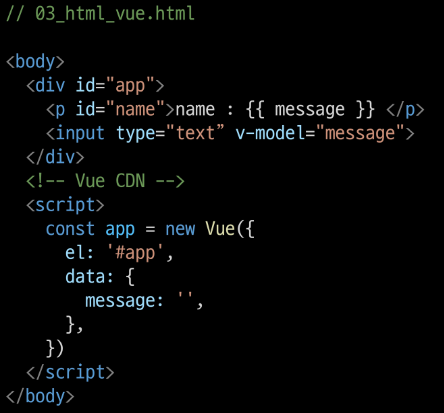 // 03_html_vue.html
<body>
<div id="app">
<p id="name">name : {{ message }} </p>
<input type="text” v-model="message">
</div>
<!-- Vue CDN -->
<script>
const app = new Vue({
el: '#app',
data: {
message: '',
},
})
</script>
</body>